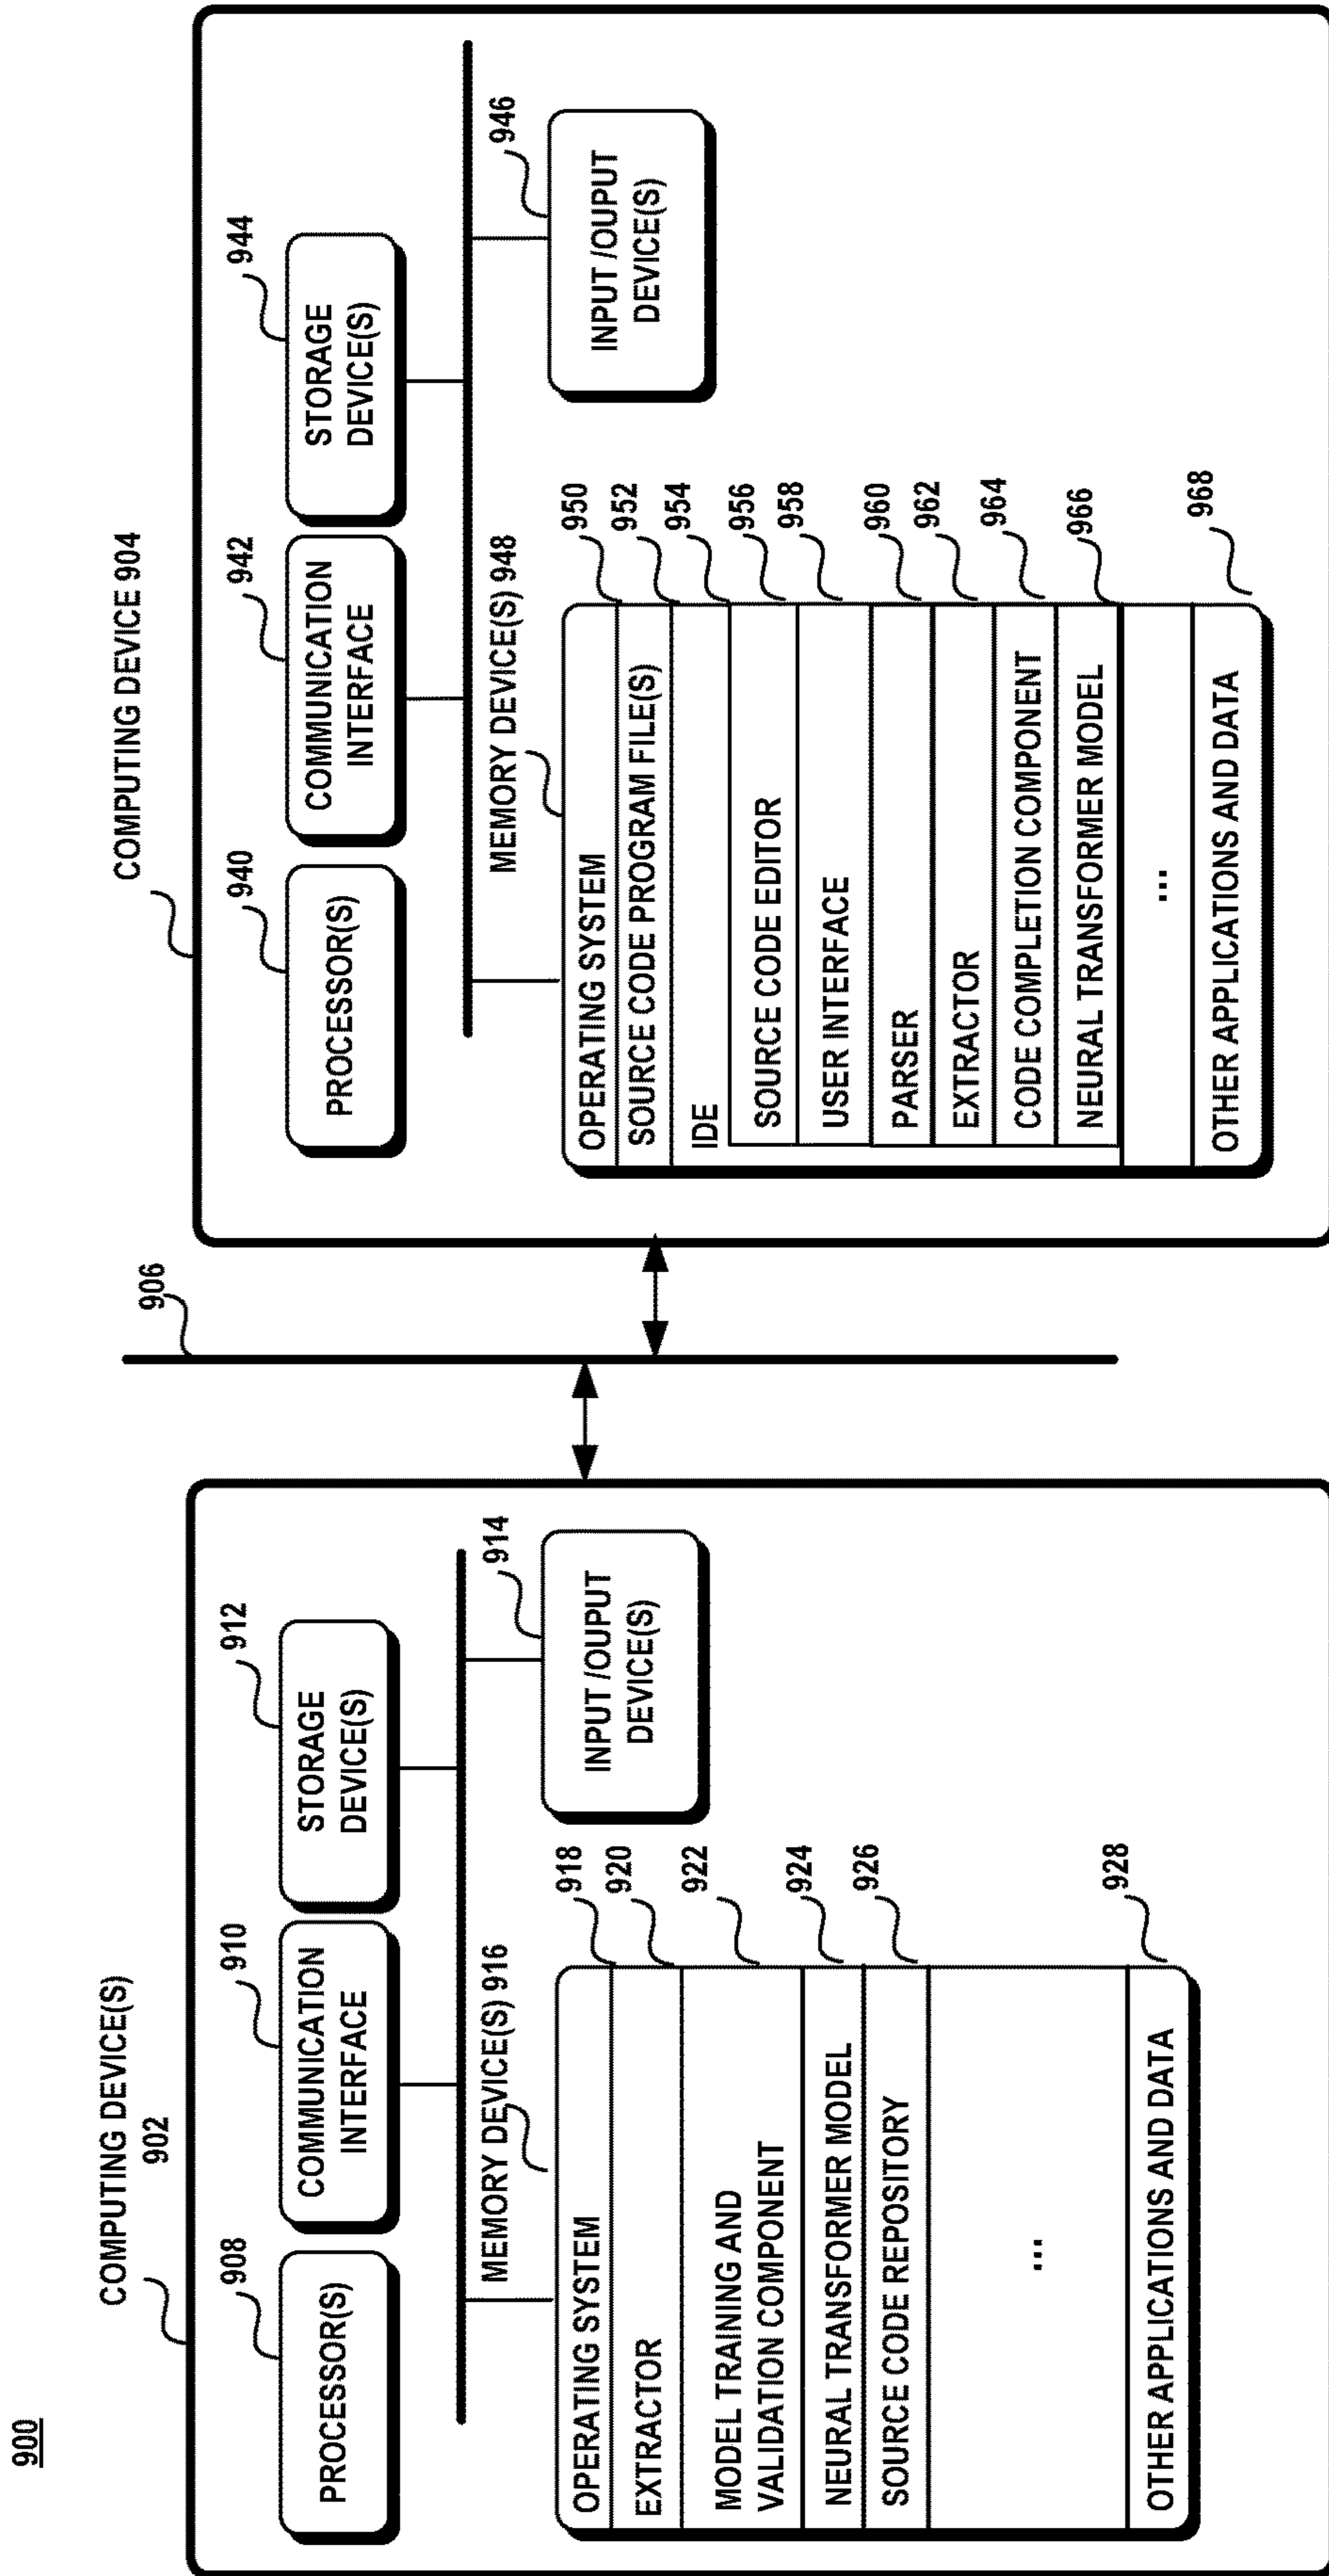 900
COMPUTING DEVICE(S)
902
908
PROCESSOR(S)
910
COMMUNICATION
INTERFACE
912
STORAGE
DEVICE(S)
MEMORY DEVICE(S) 916
914
INPUT /OUPUT
DEVICE(S)
OPERATING SYSTEM
918
EXTRACTOR
920
MODEL TRAINING AND
VALIDATION COMPONENT
922
NEURAL TRANSFORMER MODEL
924
SOURCE CODE REPOSITORY
926
...
OTHER APPLICATIONS AND DATA
928
906
COMPUTING DEVICE 904
940
PROCESSOR(S)
942
COMMUNICATION
INTERFACE
944
STORAGE
DEVICE(S)
MEMORY DEVICE(S) 948
946
INPUT /OUPUT
DEVICE(S)
OPERATING SYSTEM
950
SOURCE CODE PROGRAM FILE(S)
952
IDE
954
SOURCE CODE EDITOR
956
USER INTERFACE
958
PARSER
960
EXTRACTOR
962
CODE COMPLETION COMPONENT
964
NEURAL TRANSFORMER MODEL
966
...
OTHER APPLICATIONS AND DATA
968